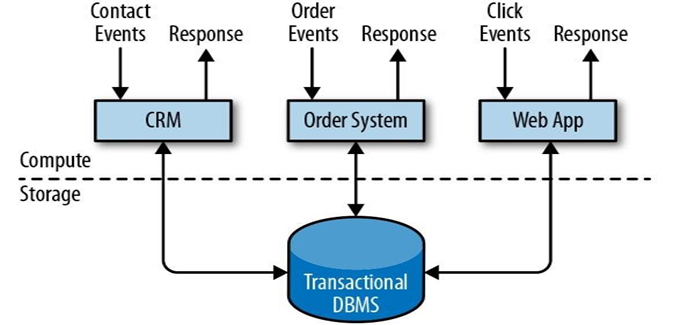 Contact
Events
Response
Order
Events
Response
Click
Events
Response
CRM
Order System
Web App
Compute
Storage
Transactional
DBMS